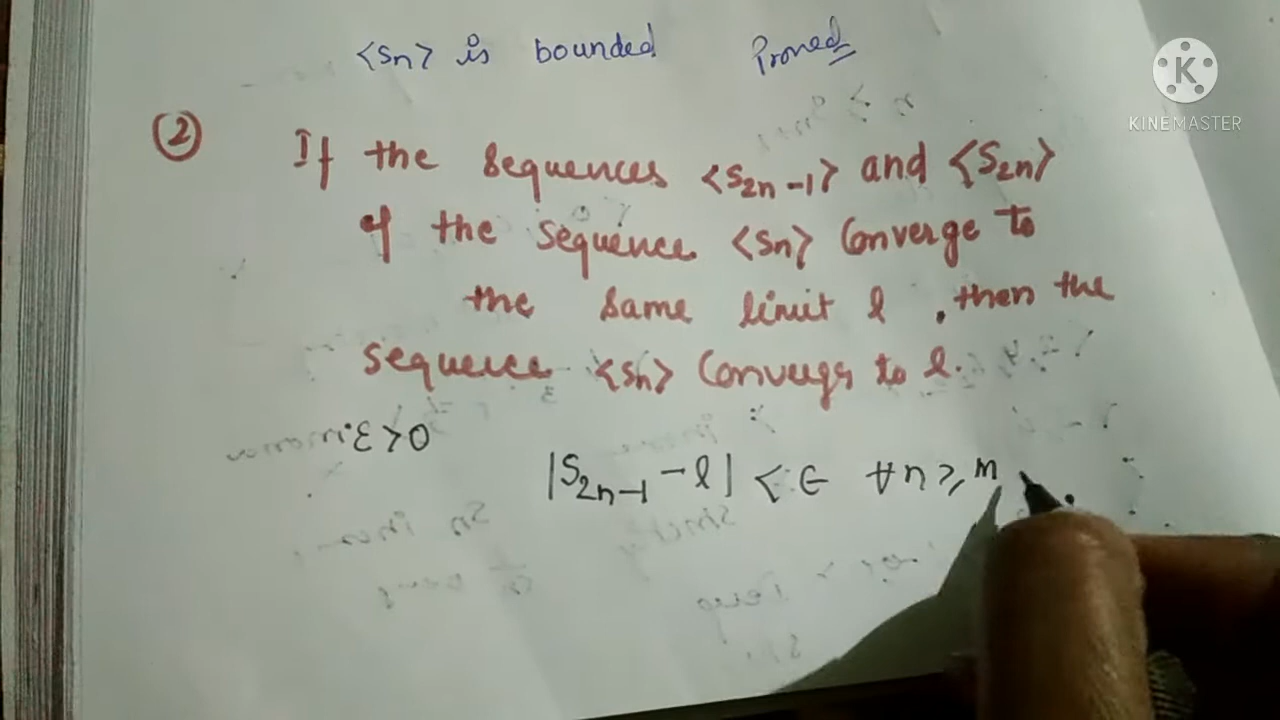 <Sn> is bounded Proved
② If the sequences <S2n-1> and <S2n>
of the sequence <Sn> Converge to
the same limit l, then the
sequence <Sn> Convergs to l.
ε>0
|S2n-1 - l| < ∈ ∀n≥m
K
KINEMASTER